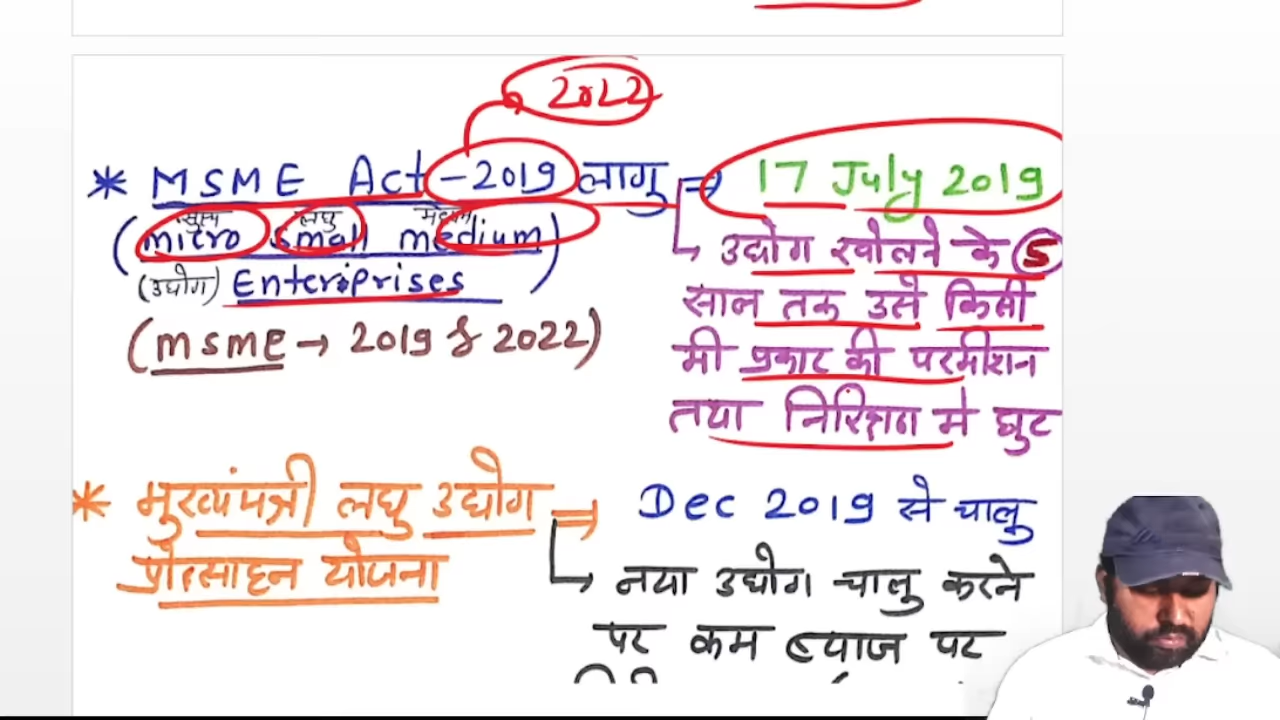 2022
* MSME Act - 2019 लागु ⇒ 17 July 2019
सूक्ष्म लघु मध्यम
(micro small medium)
(उद्योग) Enterprises
(MSME → 2019 & 2022)
↳ उद्योग खोलने के 5
साल तक उसे किसी
भी प्रकार की परमीशन
तथा निरिक्षण मे छुट
* मुख्यमंत्री लघु उद्योग ⇒ Dec 2019 से चालु
प्रोत्साहन योजना
↳ नया उद्योग चालु करने
पर कम ब्याज पर